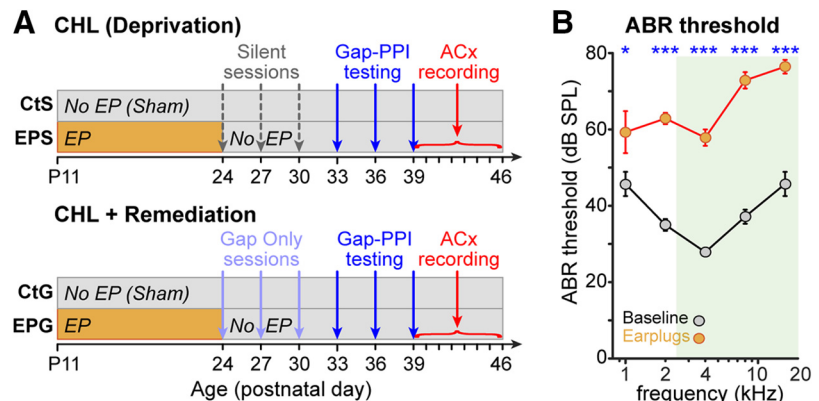 A
CHL (Deprivation)
Silent sessions
Gap-PPI testing
ACx recording
CtS No EP (Sham)
EPS EP No EP
P11 24 27 30 33 36 39 46
CHL + Remediation
Gap Only sessions
Gap-PPI testing
ACx recording
CtG No EP (Sham)
EPG EP No EP
P11 24 27 30 33 36 39 46
Age (postnatal day)
B
ABR threshold
* *** *** *** ***
ABR threshold (dB SPL)
80
60
40
20
0
Baseline
Earplugs
1 2 4 10 20
frequency (kHz)